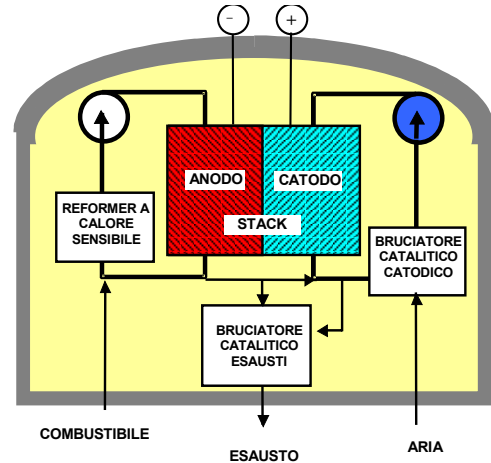 -
+
ANODO
CATODO
STACK
REFORMER A
CALORE
SENSIBILE
BRUCIATORE
CATALITICO
CATODICO
BRUCIATORE
CATALITICO
ESAUSTI
COMBUSTIBILE
ESAUSTO
ARIA